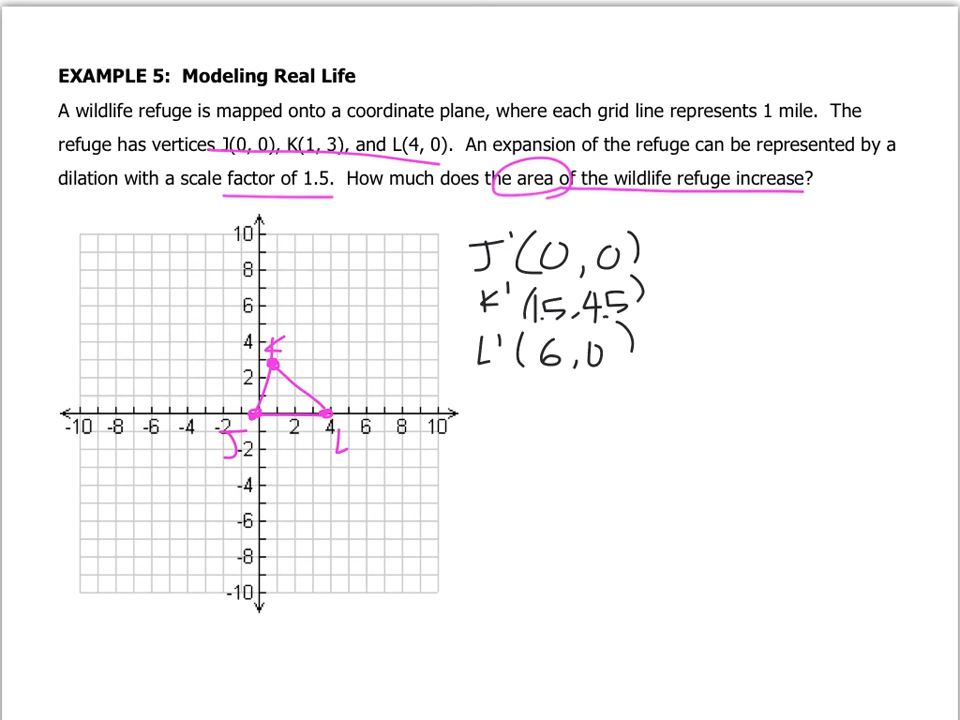 EXAMPLE 5:  Modeling Real Life
A wildlife refuge is mapped onto a coordinate plane, where each grid line represents 1 mile.  The
refuge has vertices J(0, 0), K(1, 3), and L(4, 0).  An expansion of the refuge can be represented by a
dilation with a scale factor of 1.5.  How much does the area of the wildlife refuge increase?
J'(0,0)
K'(1.5,4.5)
L'(6,0)
10
8
6
4
K
2
-10 -8 -6 -4 -2 2 4 6 8 10
J
L
-2
-4
-6
-8
-10